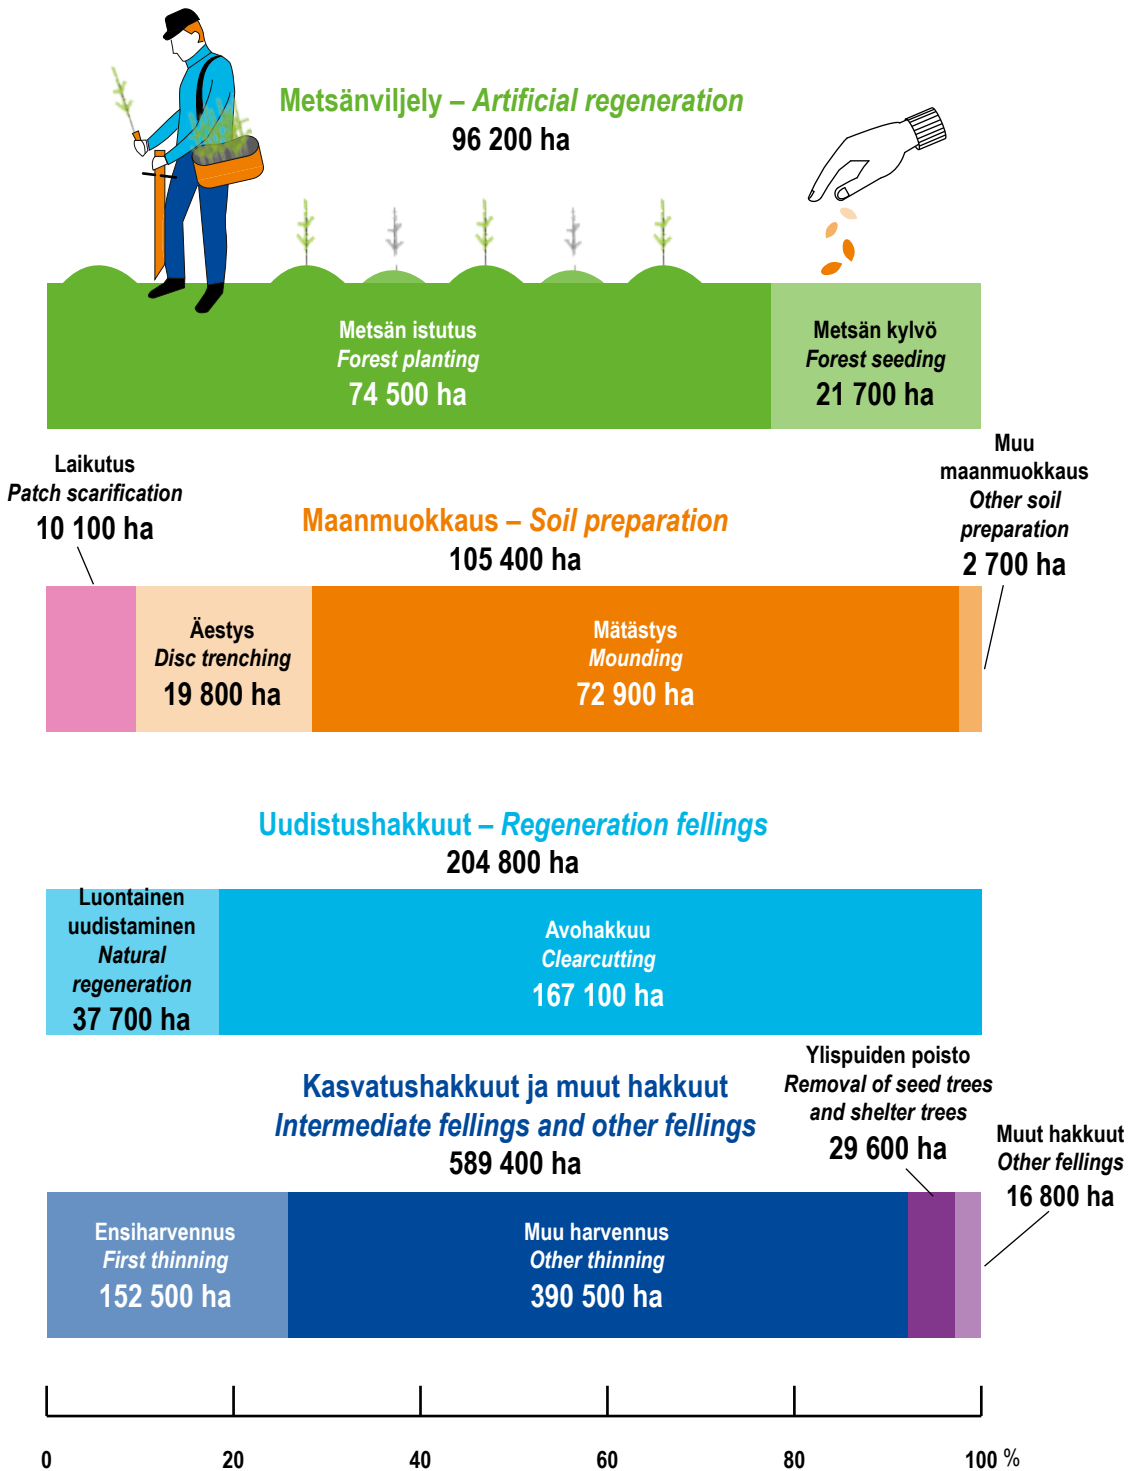 Metsänviljely – Artificial regeneration
96 200 ha
Metsän istutus
Forest planting
74 500 ha
Metsän kylvö
Forest seeding
21 700 ha
Laikutus
Patch scarification
10 100 ha
Maanmuokkaus – Soil preparation
105 400 ha
Muu
maanmuokkaus
Other soil
preparation
2 700 ha
Äestys
Disc trenching
19 800 ha
Mätästys
Mounding
72 900 ha
Uudistushakkuut – Regeneration fellings
204 800 ha
Luontainen
uudistaminen
Natural
regeneration
37 700 ha
Avohakkuu
Clearcutting
167 100 ha
Kasvatushakkuut ja muut hakkuut
Intermediate fellings and other fellings
589 400 ha
Ylispuiden poisto
Removal of seed trees
and shelter trees
29 600 ha
Muut hakkuut
Other fellings
16 800 ha
Ensiharvennus
First thinning
152 500 ha
Muu harvennus
Other thinning
390 500 ha
0 20 40 60 80 100 %